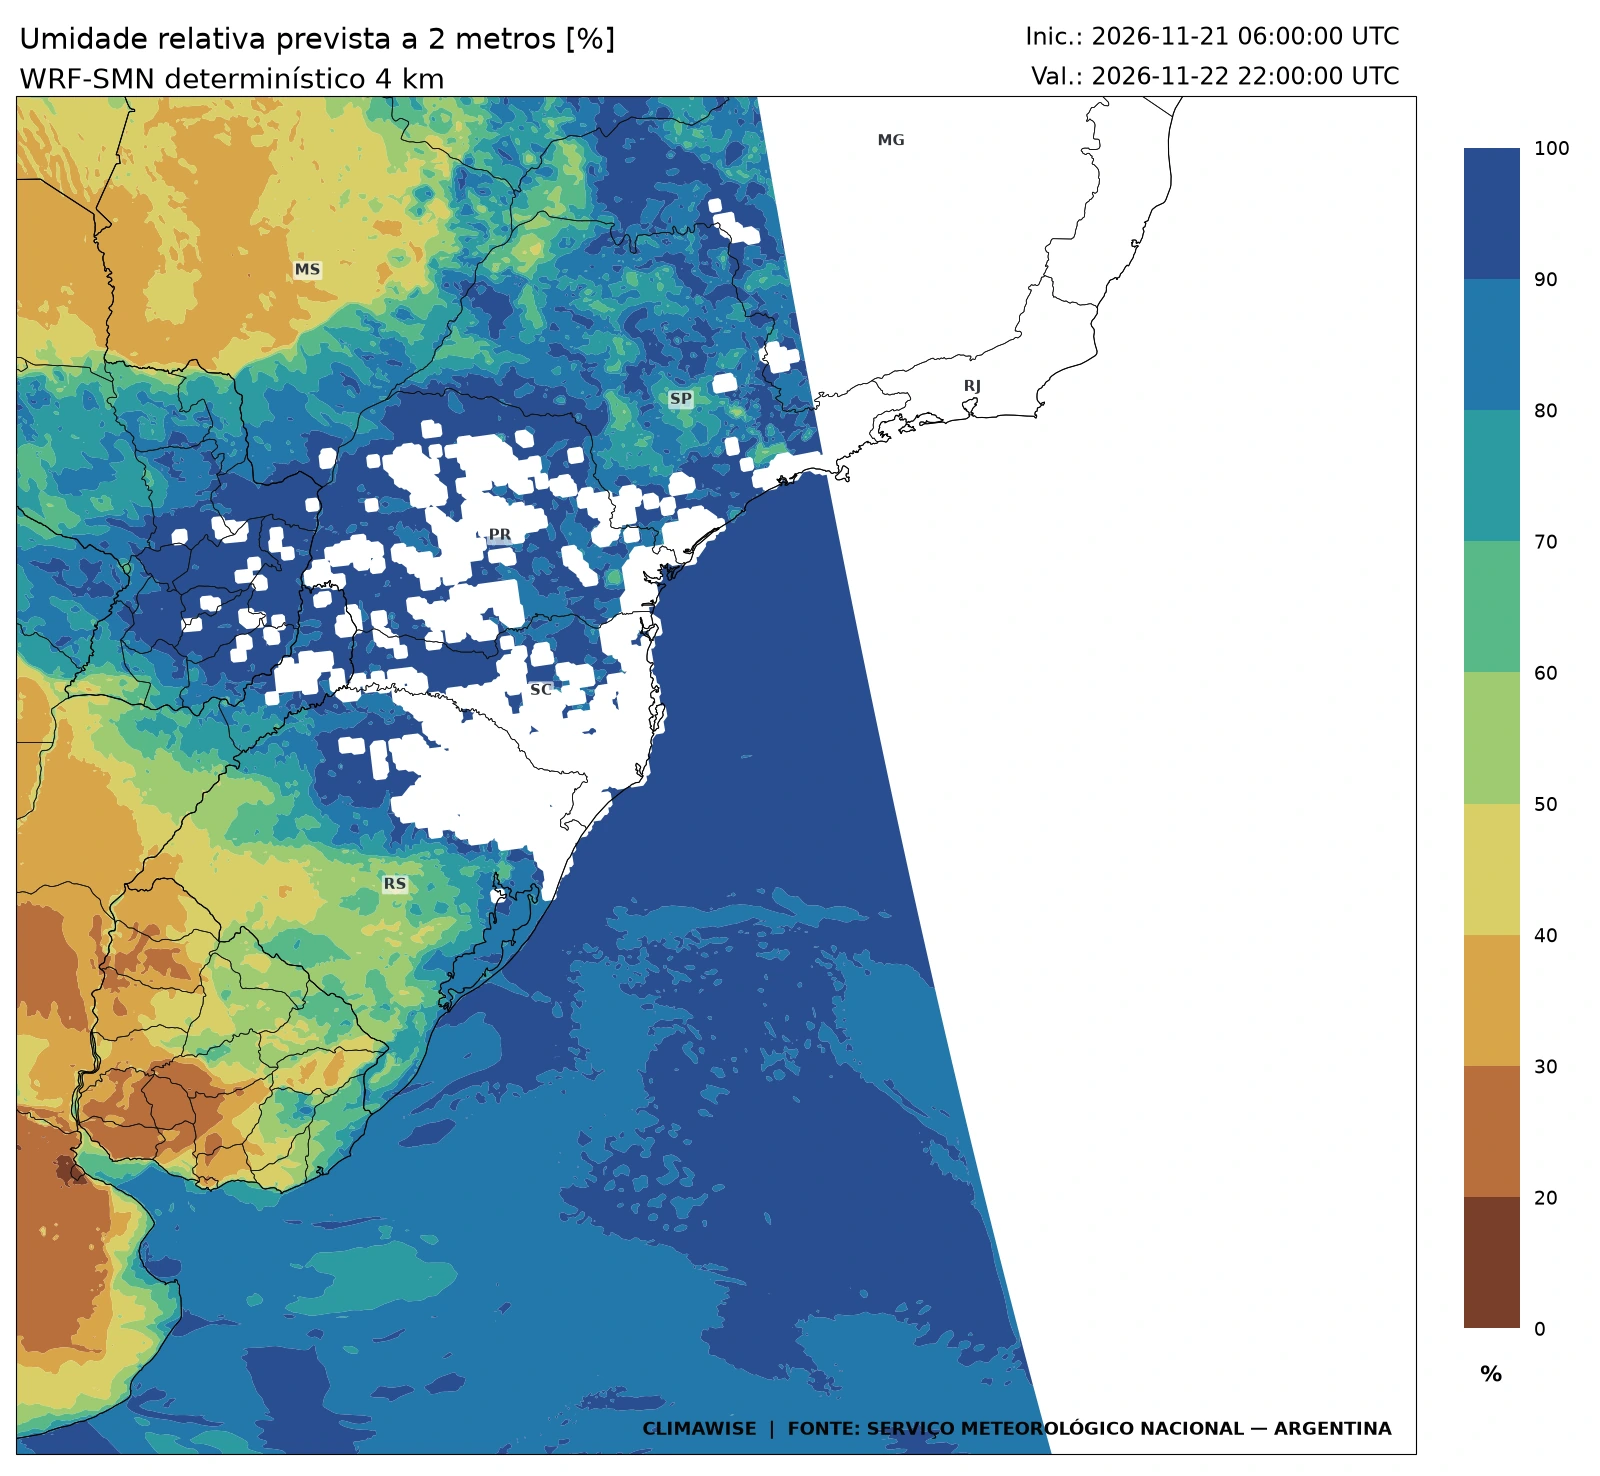 Umidade relativa prevista a 2 metros [%]
WRF-SMN determinístico 4 km
Inic.: 2026-11-21 06:00:00 UTC
Val.: 2026-11-22 22:00:00 UTC
MG
MS
SP
RJ
PR
SC
RS
100
90
80
70
60
50
40
30
20
0
%
CLIMAWISE | FONTE: SERVIÇO METEOROLÓGICO NACIONAL — ARGENTINA